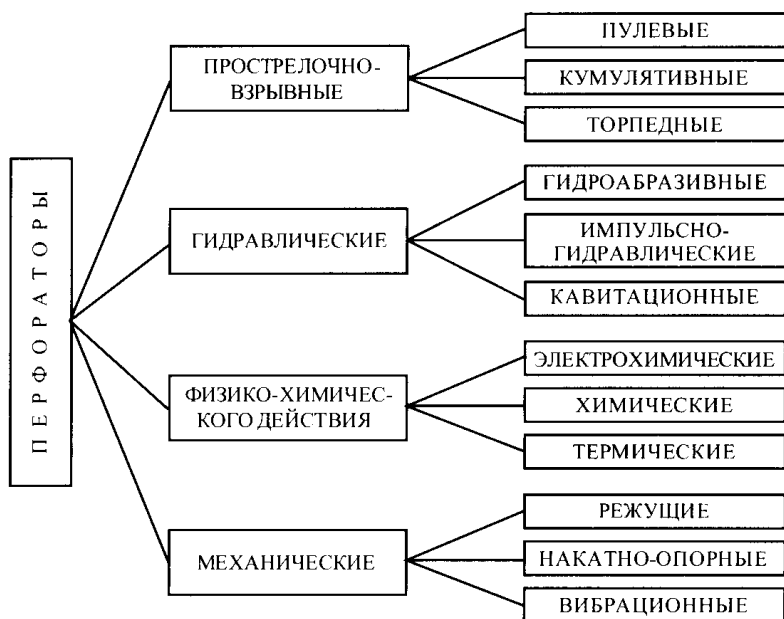 ПЕРФОРАТОРЫ
ПРОСТРЕЛОЧНО-
ВЗРЫВНЫЕ
ПУЛЕВЫЕ
КУМУЛЯТИВНЫЕ
ТОРПЕДНЫЕ
ГИДРАВЛИЧЕСКИЕ
ГИДРОАБРАЗИВНЫЕ
ИМПУЛЬСНО-
ГИДРАВЛИЧЕСКИЕ
КАВИТАЦИОННЫЕ
ФИЗИКО-ХИМИЧЕС-
КОГО ДЕЙСТВИЯ
ЭЛЕКТРОХИМИЧЕСКИЕ
ХИМИЧЕСКИЕ
ТЕРМИЧЕСКИЕ
МЕХАНИЧЕСКИЕ
РЕЖУЩИЕ
НАКАТНО-ОПОРНЫЕ
ВИБРАЦИОННЫЕ